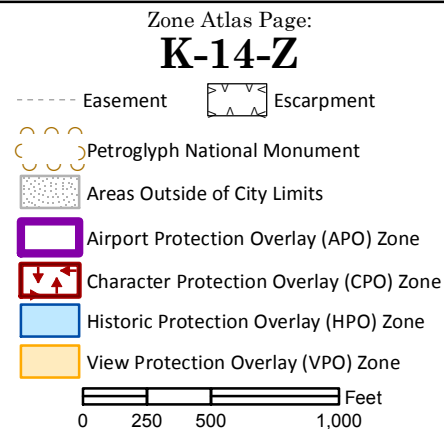 Zone Atlas Page:
K-14-Z
Easement Escarpment
Petroglyph National Monument
Areas Outside of City Limits
Airport Protection Overlay (APO) Zone
Character Protection Overlay (CPO) Zone
Historic Protection Overlay (HPO) Zone
View Protection Overlay (VPO) Zone
Feet
0 250 500 1,000